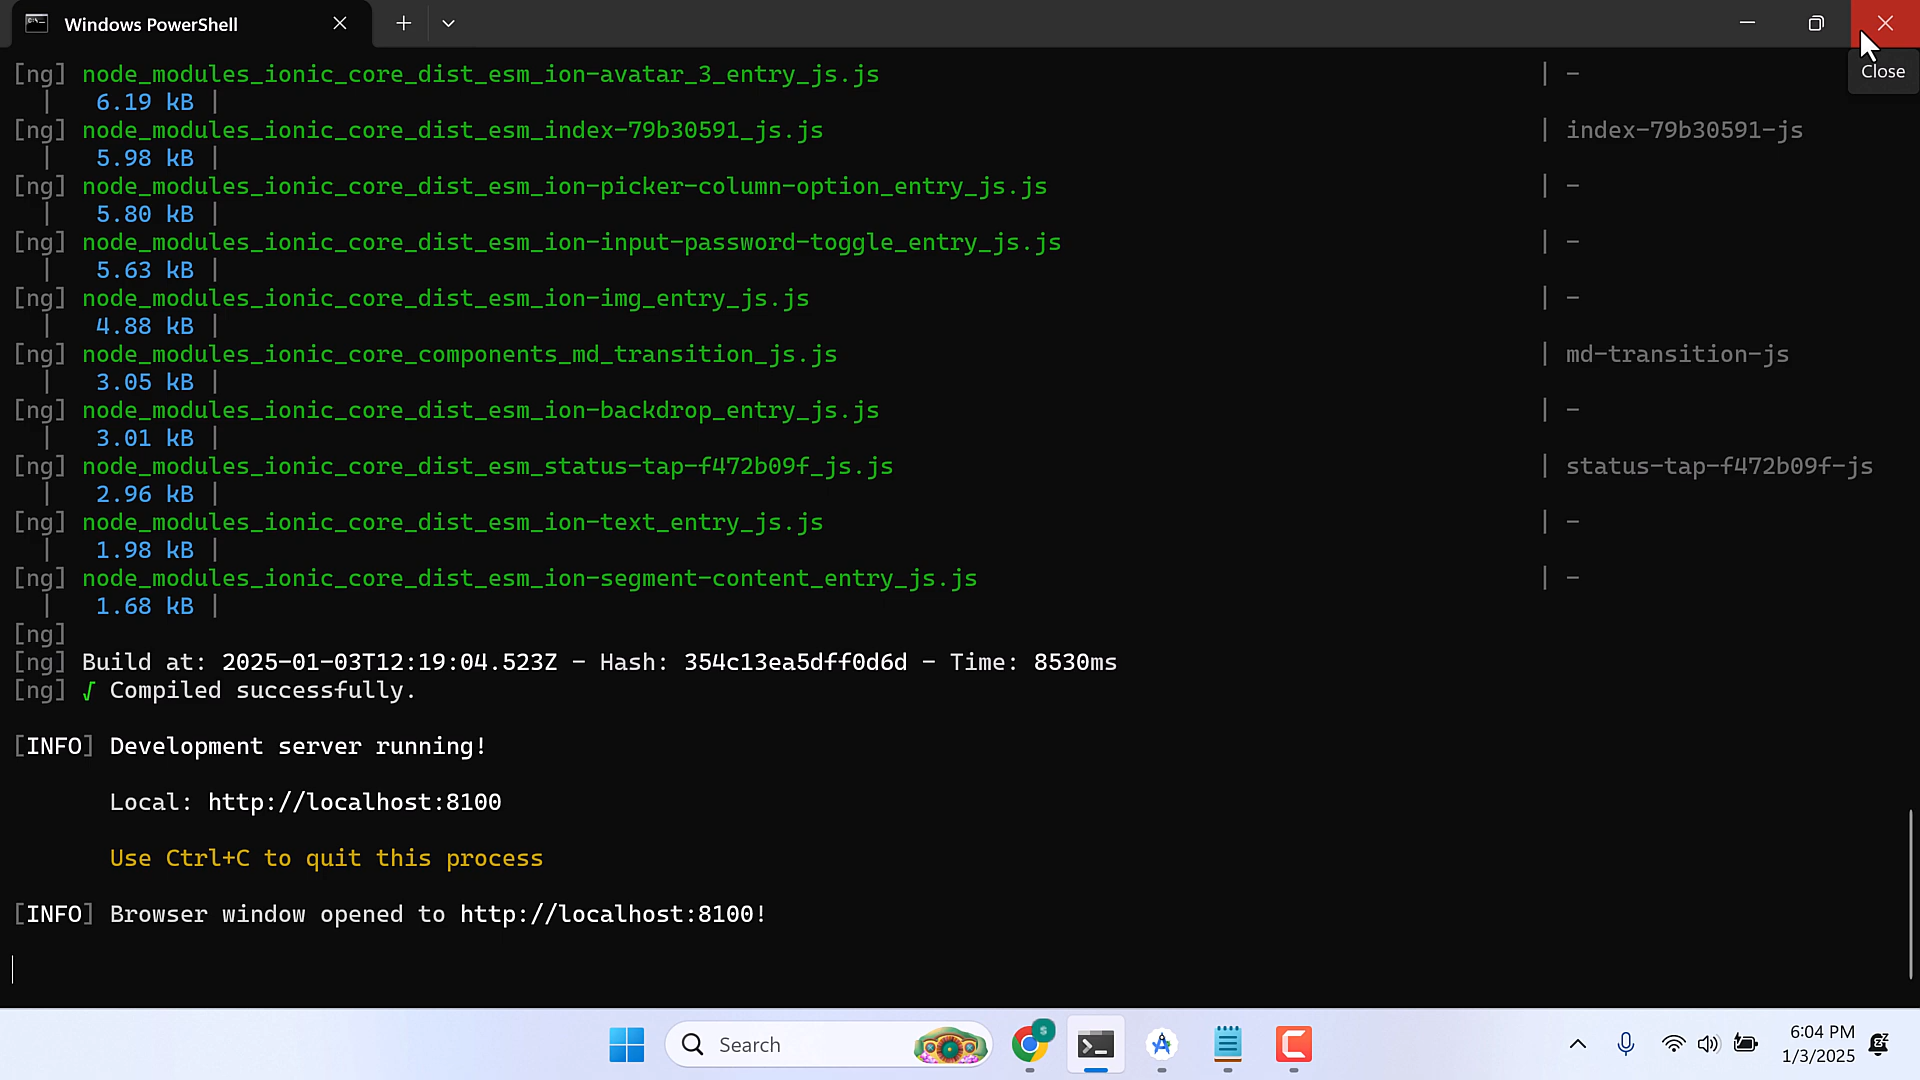 Windows PowerShell
Close
[ng] node_modules_ionic_core_dist_esm_ion-avatar_3_entry_js.js | -
| 6.19 kB |
[ng] node_modules_ionic_core_dist_esm_index-79b30591_js.js | index-79b30591-js
| 5.98 kB |
[ng] node_modules_ionic_core_dist_esm_ion-picker-column-option_entry_js.js | -
| 5.80 kB |
[ng] node_modules_ionic_core_dist_esm_ion-input-password-toggle_entry_js.js | -
| 5.63 kB |
[ng] node_modules_ionic_core_dist_esm_ion-img_entry_js.js | -
| 4.88 kB |
[ng] node_modules_ionic_core_components_md_transition_js.js | md-transition-js
| 3.05 kB |
[ng] node_modules_ionic_core_dist_esm_ion-backdrop_entry_js.js | -
| 3.01 kB |
[ng] node_modules_ionic_core_dist_esm_status-tap-f472b09f_js.js | status-tap-f472b09f-js
| 2.96 kB |
[ng] node_modules_ionic_core_dist_esm_ion-text_entry_js.js | -
| 1.98 kB |
[ng] node_modules_ionic_core_dist_esm_ion-segment-content_entry_js.js | -
| 1.68 kB |
[ng]
[ng] Build at: 2025-01-03T12:19:04.523Z - Hash: 354c13ea5dff0d6d - Time: 8530ms
[ng] √ Compiled successfully.
[INFO] Development server running!
Local: http://localhost:8100
Use Ctrl+C to quit this process
[INFO] Browser window opened to http://localhost:8100!
Search
6:04 PM
1/3/2025